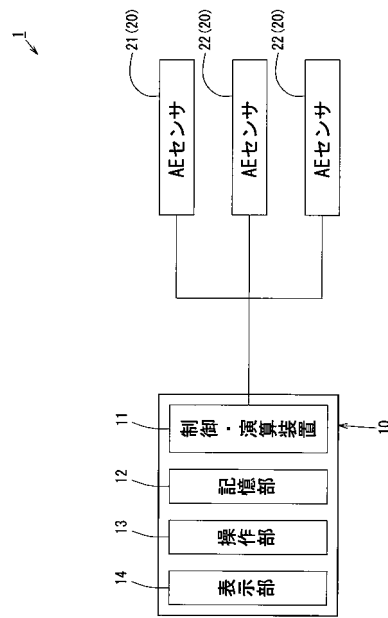 1
21(20)
AEセンサ
22(20)
AEセンサ
22(20)
AEセンサ
11
制御・演算装置
12
記憶部
13
操作部
14
表示部
10